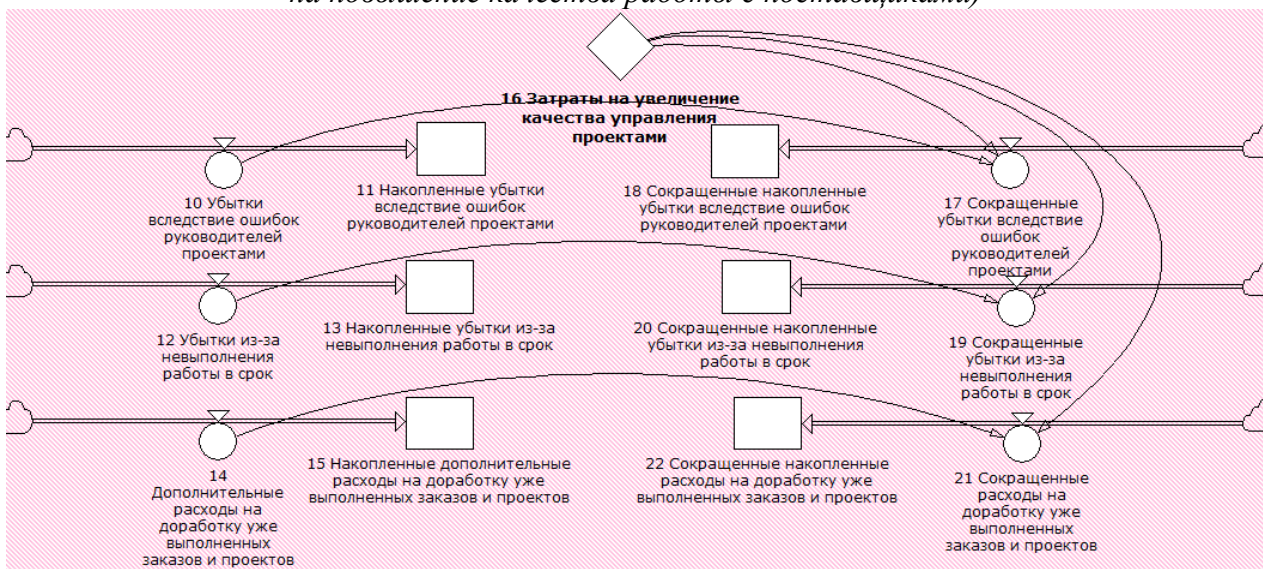 на повышение качества работы с поставщиками)
16 Затраты на увеличение
качества управления
проектами
10 Убытки
вследствие ошибок
руководителей
проектами
11 Накопленные убытки
вследствие ошибок
руководителей проектами
18 Сокращенные накопленные
убытки вследствие ошибок
руководителей проектами
17 Сокращенные
убытки вследствие
ошибок
руководителей
проектами
12 Убытки из-за
невыполнения
работы в срок
13 Накопленные убытки из-за
невыполнения работы в срок
20 Сокращенные накопленные
убытки из-за невыполнения
работы в срок
19 Сокращенные
убытки из-за
невыполнения
работы в срок
14
Дополнительные
расходы на
доработку уже
выполненных
заказов и проектов
15 Накопленные дополнительные
расходы на доработку уже
выполненных заказов и проектов
22 Сокращенные накопленные
расходы на доработку уже
выполненных заказов и проектов
21 Сокращенные
расходы на
доработку уже
выполненных
заказов и проектов